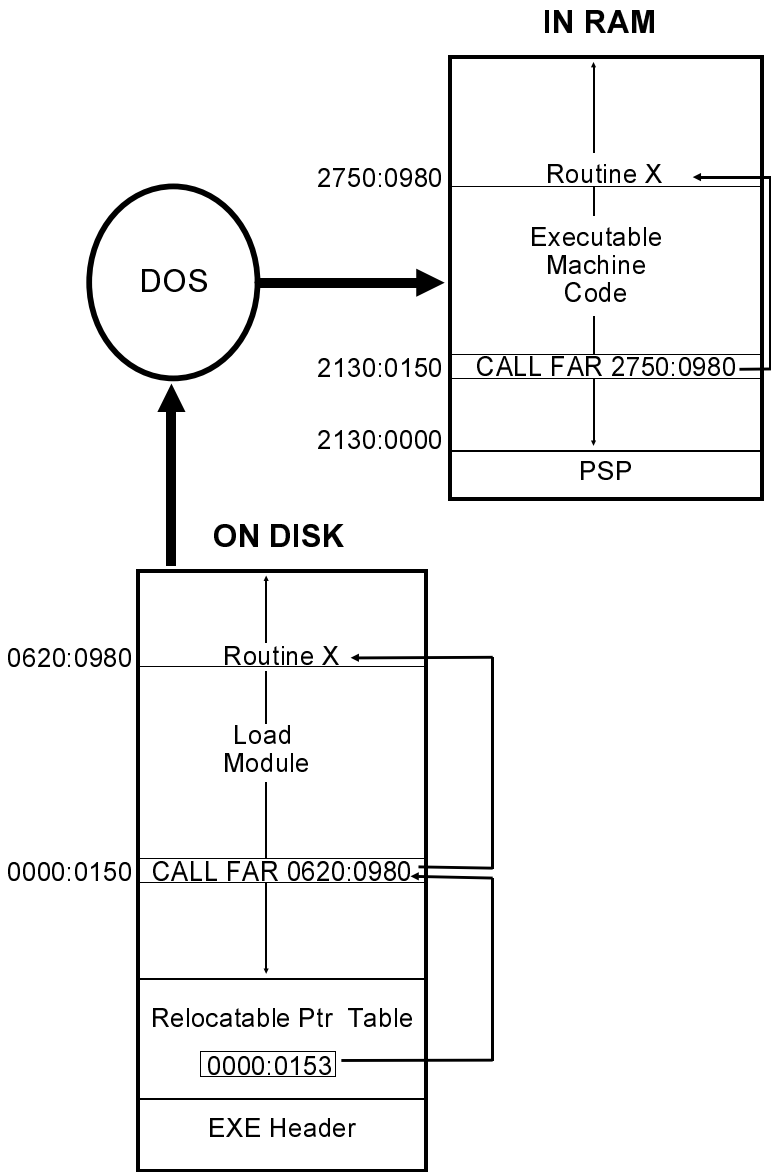 IN RAM
2750:0980
Routine X
DOS
Executable
Machine
Code
2130:0150
CALL FAR 2750:0980
2130:0000
PSP
ON DISK
0620:0980
Routine X
Load
Module
0000:0150
CALL FAR 0620:0980
Relocatable Ptr Table
0000:0153
EXE Header